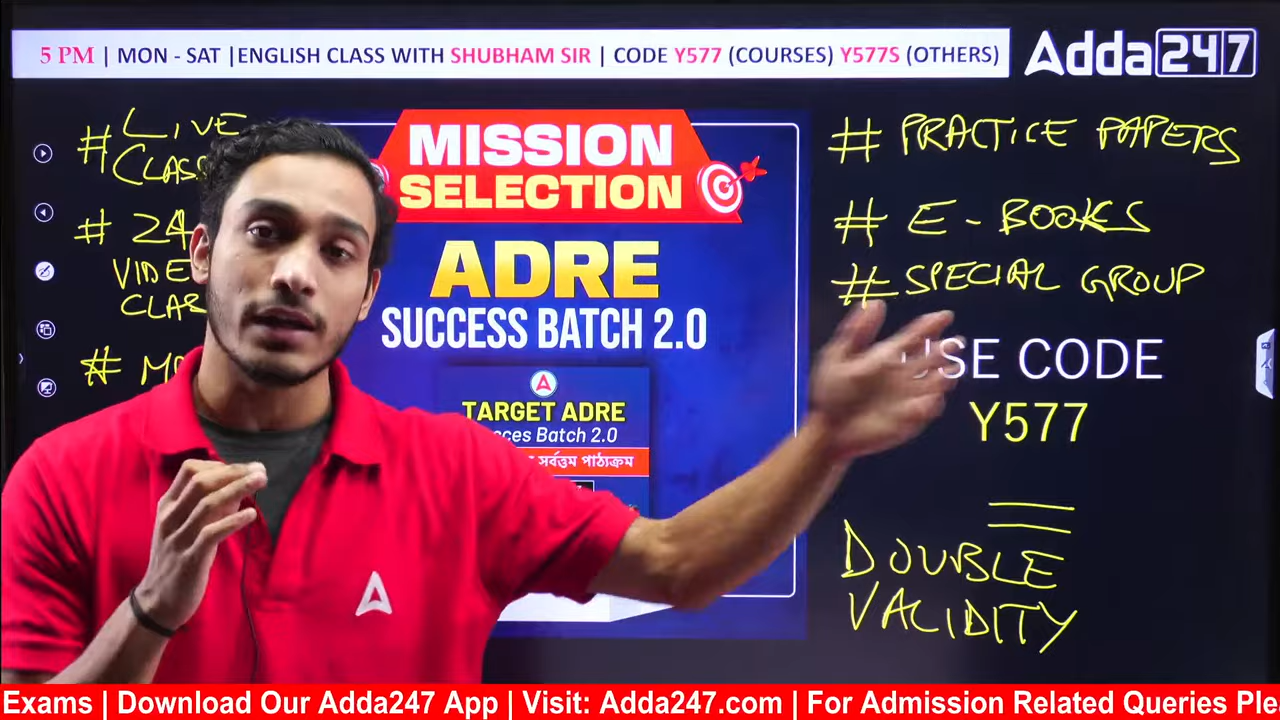 5 PM | MON - SAT |ENGLISH CLASS WITH SHUBHAM SIR | CODE Y577 (COURSES) Y577S (OTHERS)
Adda247
# LIVE
CLASS
# 24
VIDE
CLAS
#
MISSION
SELECTION
ADRE
SUCCESS BATCH 2.0
A
TARGET ADRE
Batch 2.0
সৰ্বত্তম পাঠ্যক্ৰম
# PRACTICE PAPERS
# E-BOOKS
# SPECIAL GROUP
USE CODE
Y577
DOUBLE
VALIDITY
Exams | Download Our Adda247 App | Visit: Adda247.com | For Admission Related Queries Ple